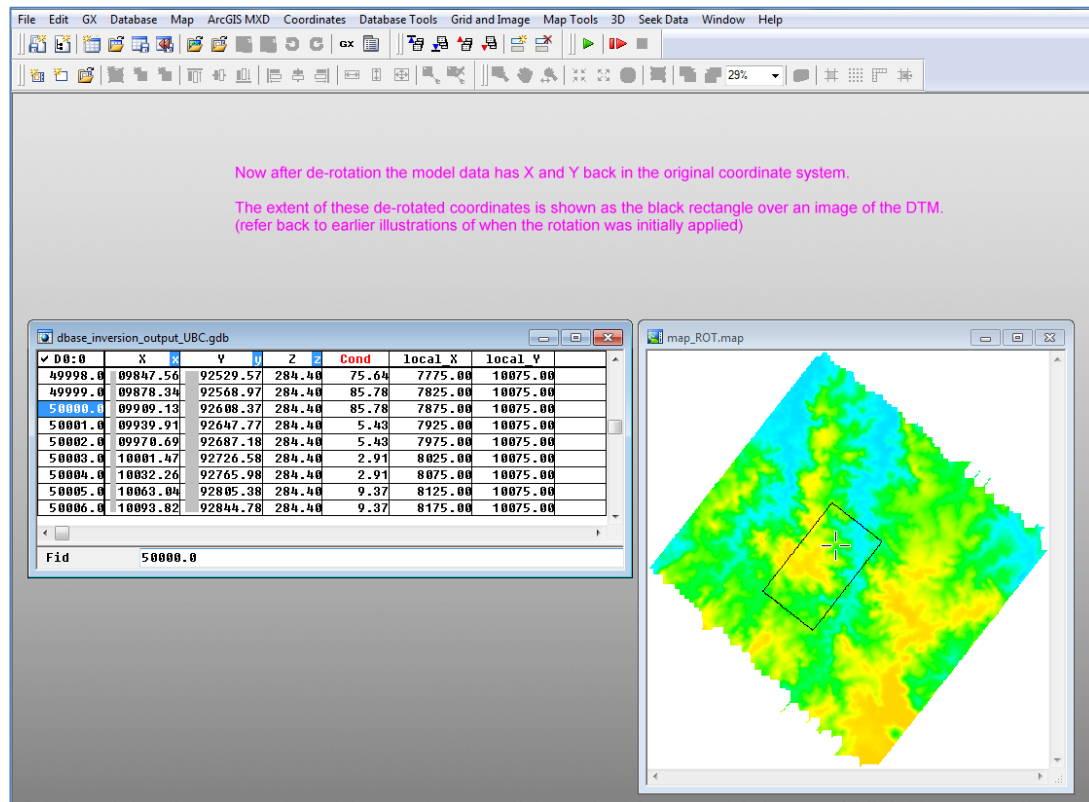 File Edit GX Database Map ArcGIS MXD Coordinates Database Tools Grid and Image Map Tools 3D Seek Data Window Help
GX
29%
Now after de-rotation the model data has X and Y back in the original coordinate system.
The extent of these de-rotated coordinates is shown as the black rectangle over an image of the DTM.
(refer back to earlier illustrations of when the rotation was initially applied)
dbase_inversion_output_UBC.gdb
✓ D0:0 X x Y y Z z Cond local_X local_Y
49998.0 09847.56 92529.57 284.40 75.64 7775.00 10075.00
49999.0 09878.34 92568.97 284.40 85.78 7825.00 10075.00
50000.0 09909.13 92608.37 284.40 85.78 7875.00 10075.00
50001.0 09939.91 92647.77 284.40 5.43 7925.00 10075.00
50002.0 09970.69 92687.18 284.40 5.43 7975.00 10075.00
50003.0 10001.47 92726.58 284.40 2.91 8025.00 10075.00
50004.0 10032.26 92765.98 284.40 2.91 8075.00 10075.00
50005.0 10063.04 92805.38 284.40 9.37 8125.00 10075.00
50006.0 10093.82 92844.78 284.40 9.37 8175.00 10075.00
Fid 50000.0
map_ROT.map